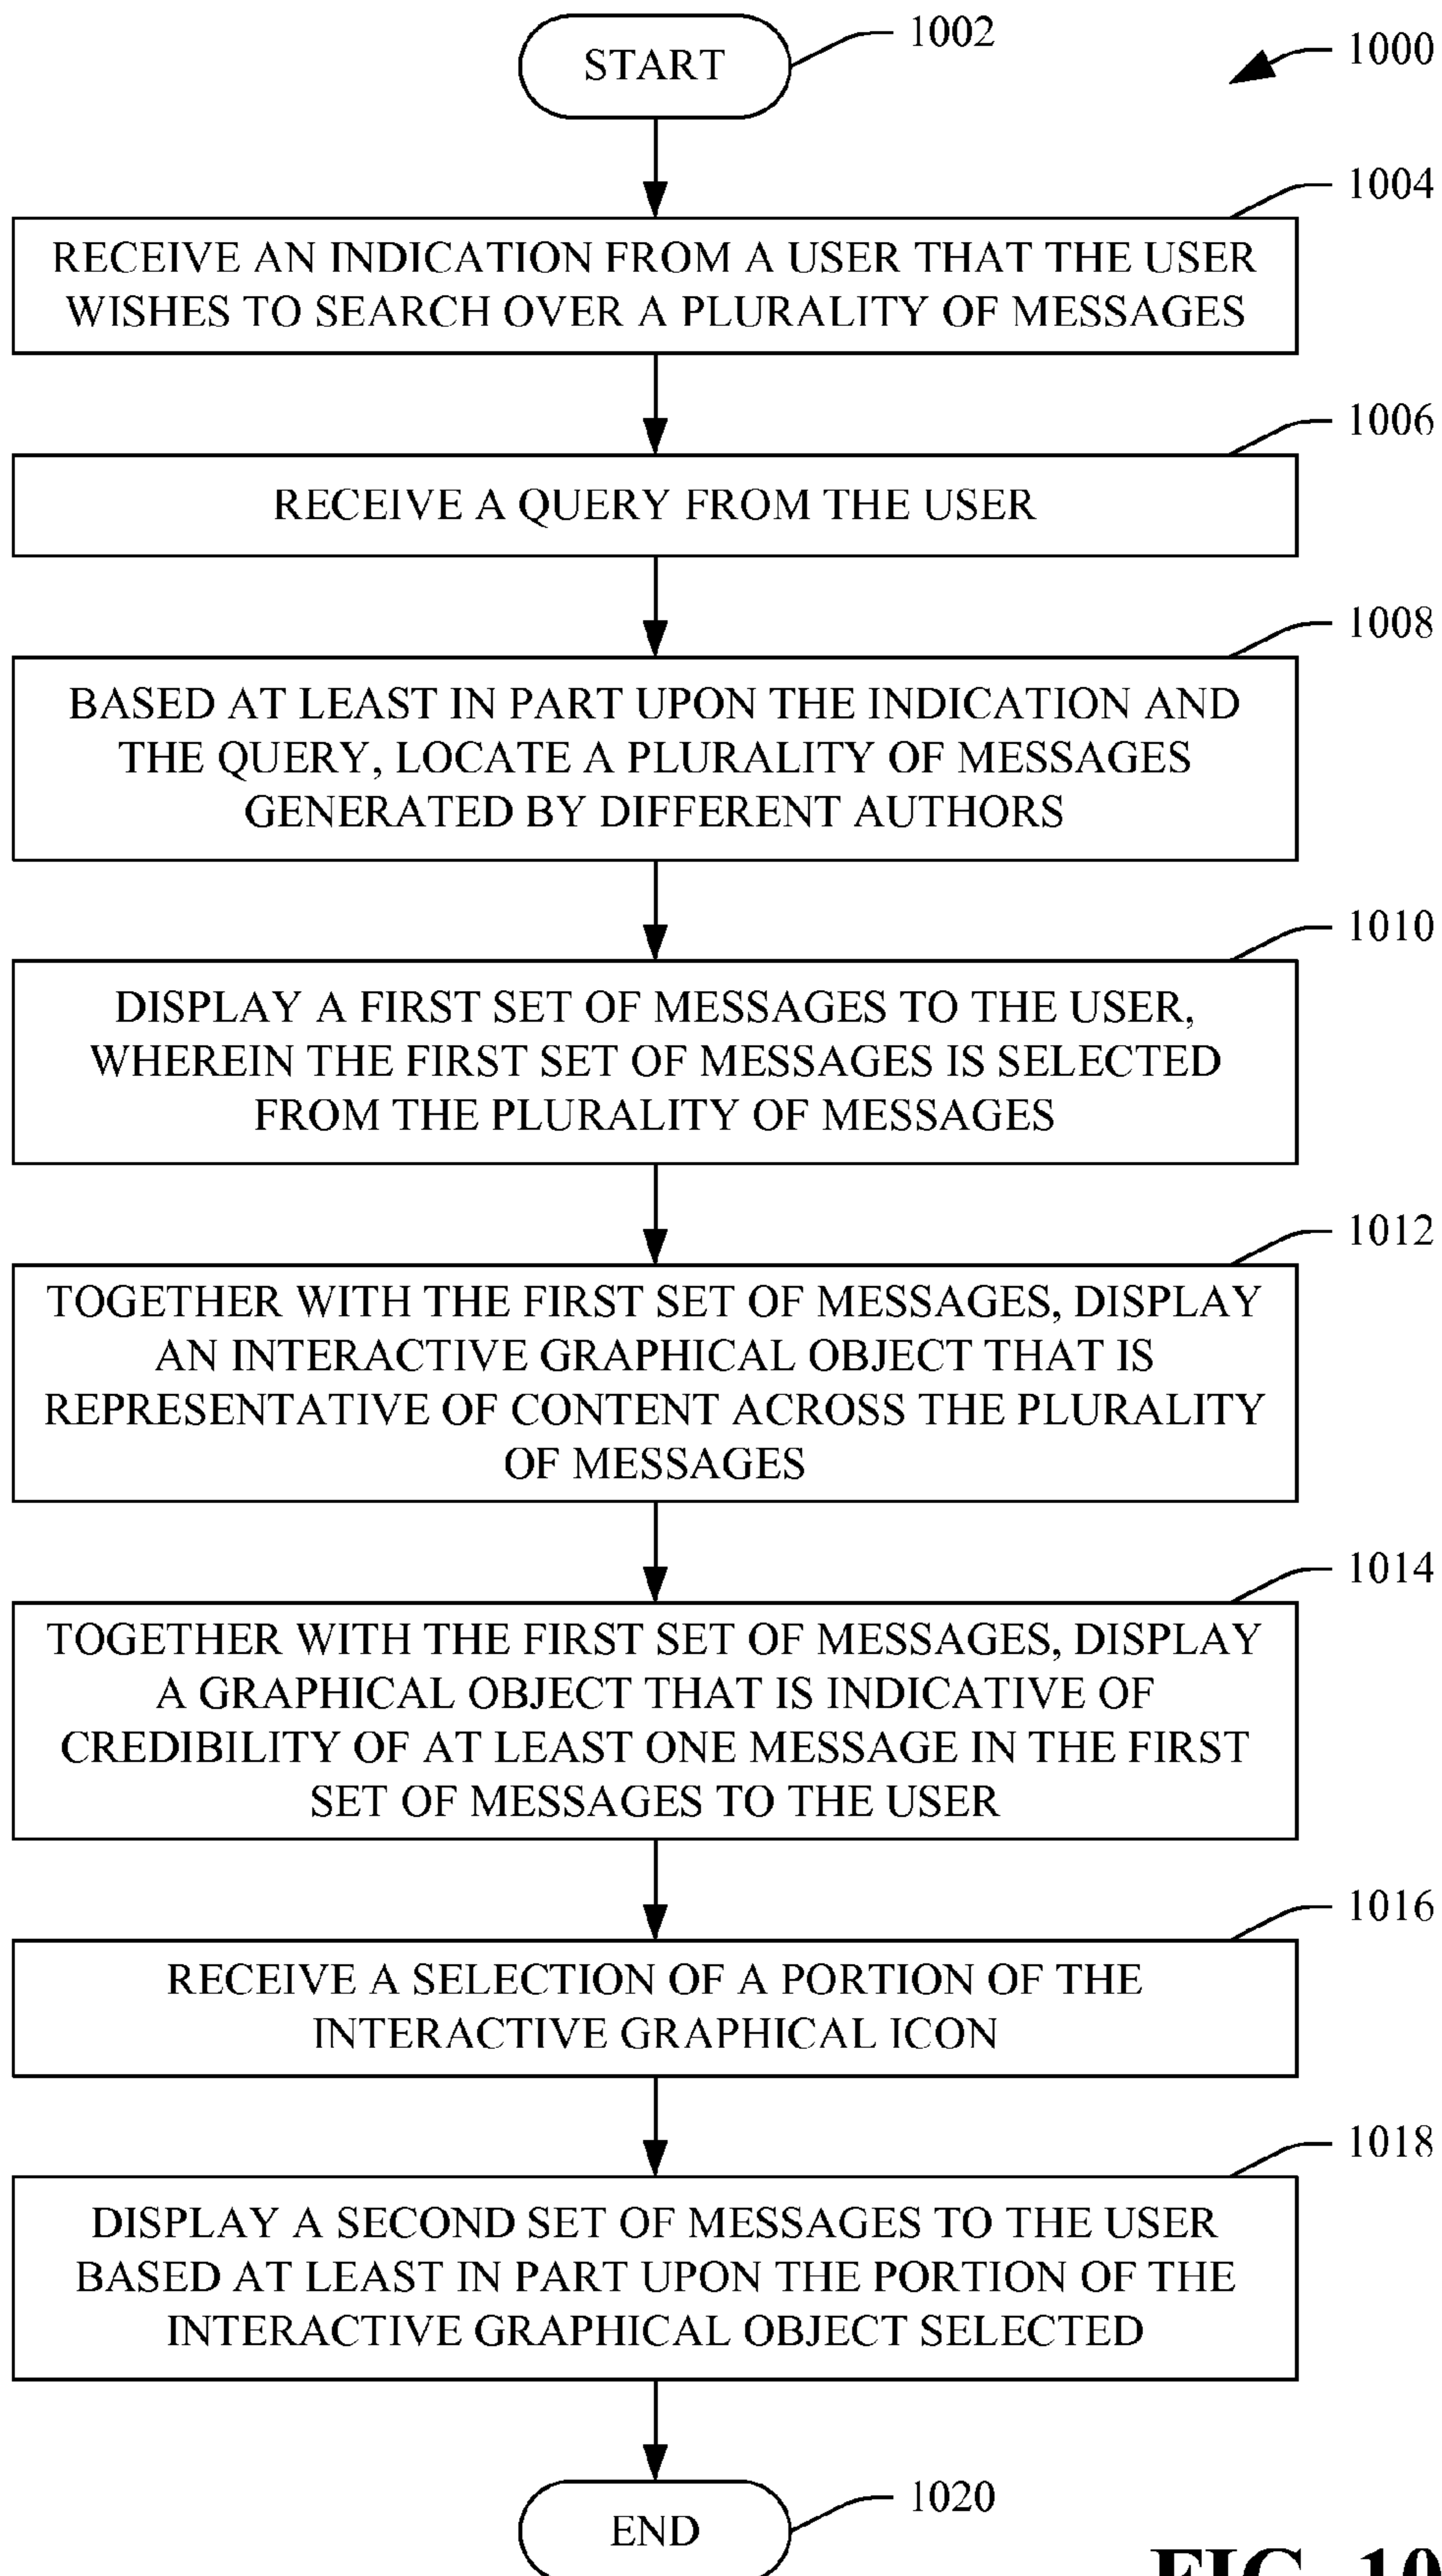 START
1002
1000
1004
RECEIVE AN INDICATION FROM A USER THAT THE USER
WISHES TO SEARCH OVER A PLURALITY OF MESSAGES
1006
RECEIVE A QUERY FROM THE USER
1008
BASED AT LEAST IN PART UPON THE INDICATION AND
THE QUERY, LOCATE A PLURALITY OF MESSAGES
GENERATED BY DIFFERENT AUTHORS
1010
DISPLAY A FIRST SET OF MESSAGES TO THE USER,
WHEREIN THE FIRST SET OF MESSAGES IS SELECTED
FROM THE PLURALITY OF MESSAGES
1012
TOGETHER WITH THE FIRST SET OF MESSAGES, DISPLAY
AN INTERACTIVE GRAPHICAL OBJECT THAT IS
REPRESENTATIVE OF CONTENT ACROSS THE PLURALITY
OF MESSAGES
1014
TOGETHER WITH THE FIRST SET OF MESSAGES, DISPLAY
A GRAPHICAL OBJECT THAT IS INDICATIVE OF
CREDIBILITY OF AT LEAST ONE MESSAGE IN THE FIRST
SET OF MESSAGES TO THE USER
1016
RECEIVE A SELECTION OF A PORTION OF THE
INTERACTIVE GRAPHICAL ICON
1018
DISPLAY A SECOND SET OF MESSAGES TO THE USER
BASED AT LEAST IN PART UPON THE PORTION OF THE
INTERACTIVE GRAPHICAL OBJECT SELECTED
1020
END
FIG. 10